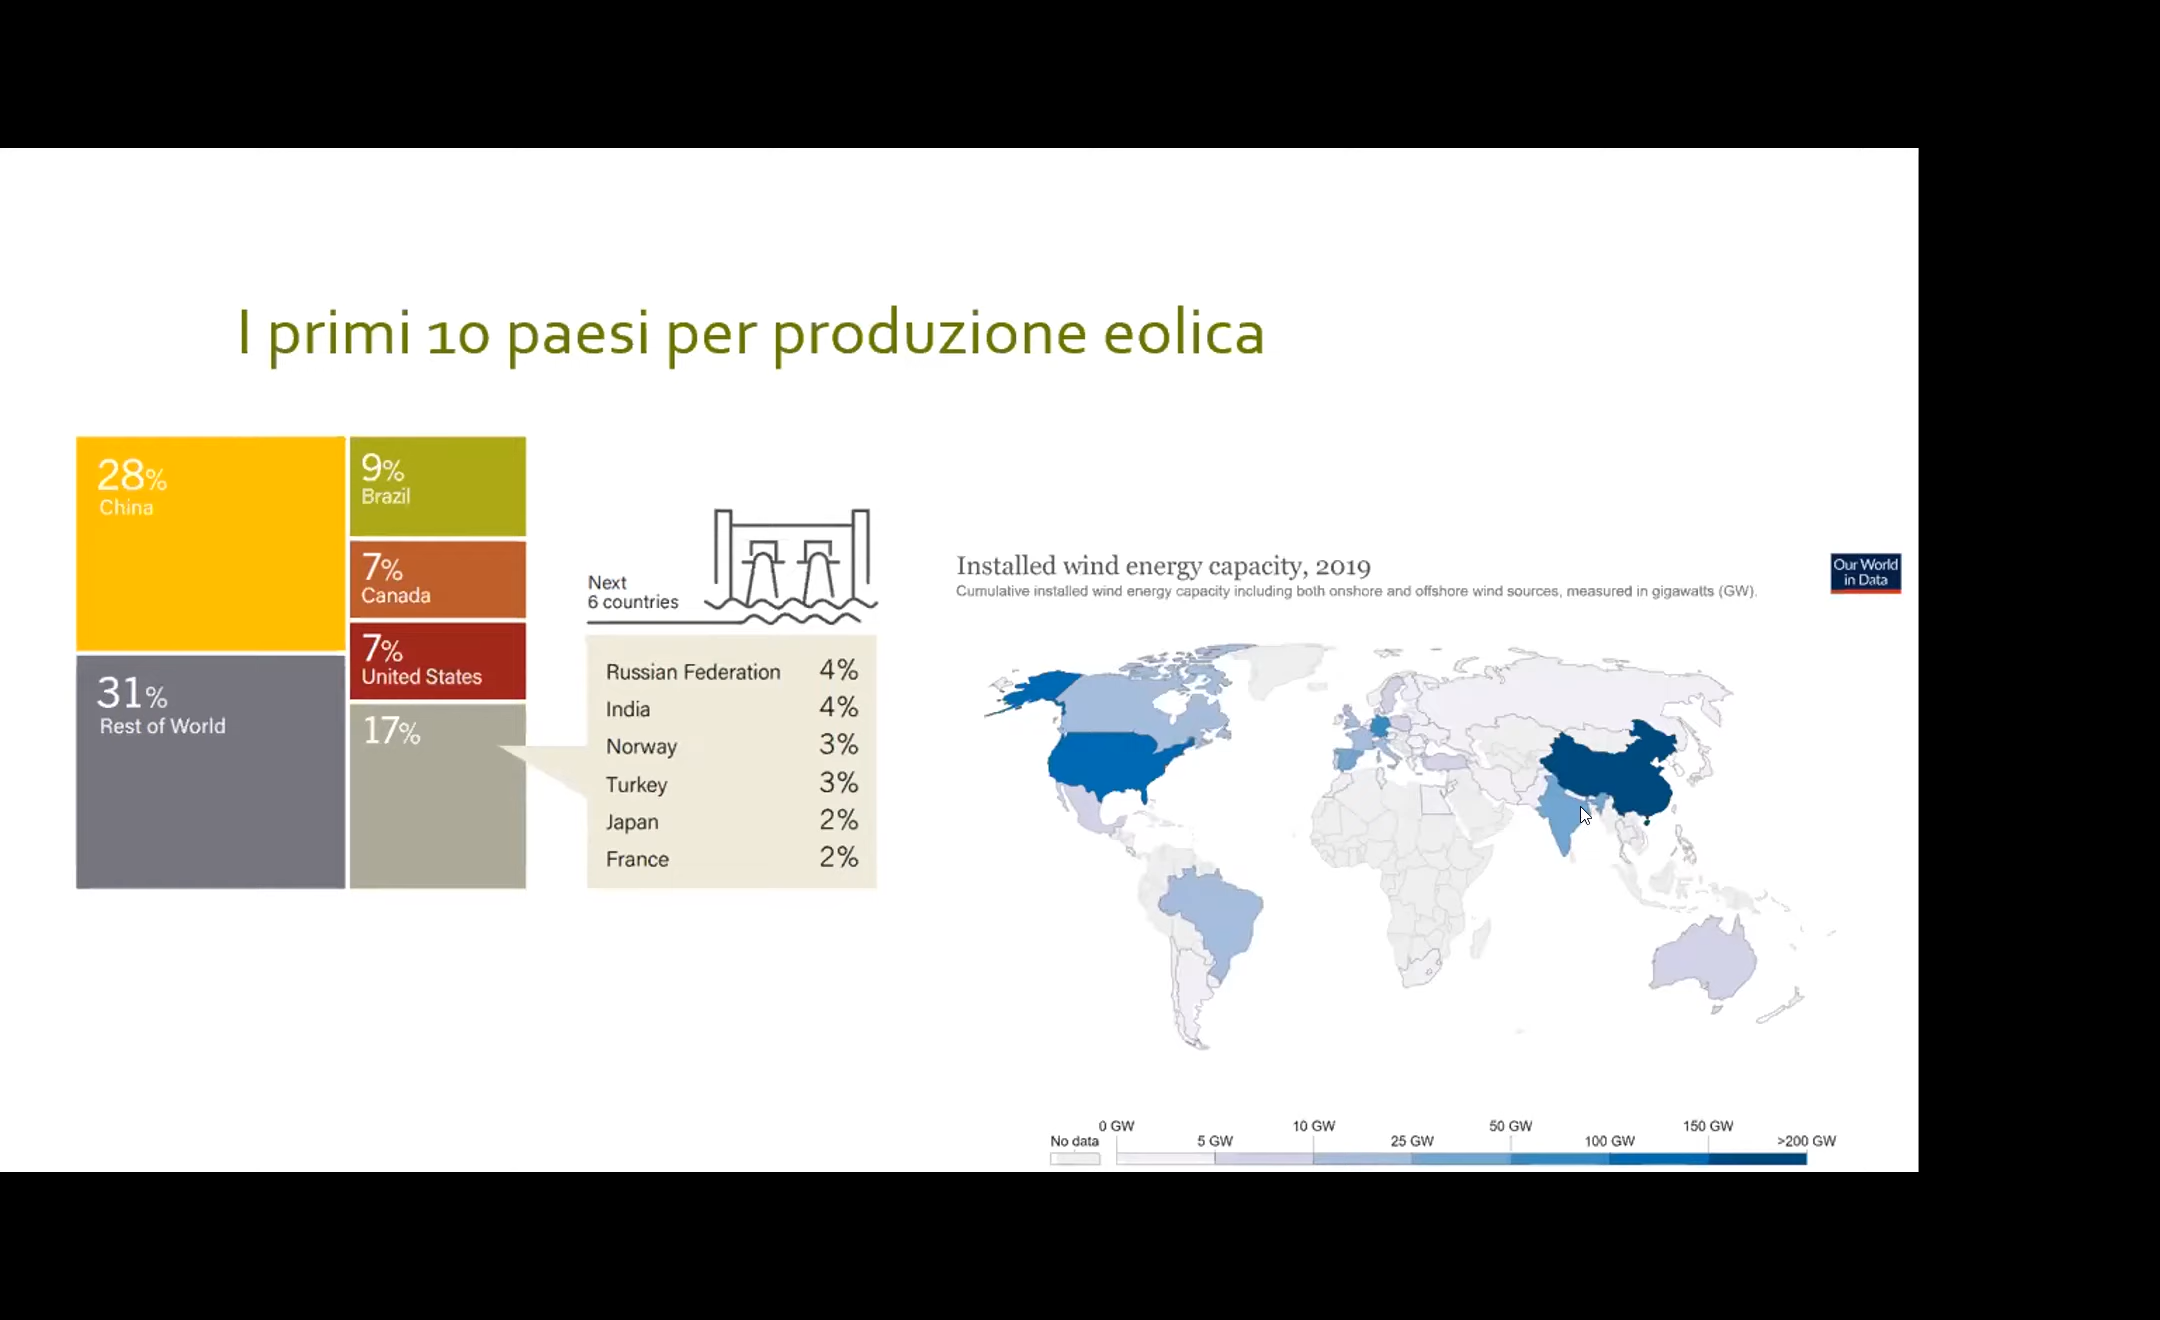 I primi 10 paesi per produzione eolica
28%
China
31%
Rest of World
9%
Brazil
7%
Canada
7%
United States
17%
Next
6 countries
Russian Federation 4%
India 4%
Norway 3%
Turkey 3%
Japan 2%
France 2%
Installed wind energy capacity, 2019
Cumulative installed wind energy capacity including both onshore and offshore wind sources, measured in gigawatts (GW).
Our World
in Data
0 GW 10 GW 50 GW 150 GW
No data 5 GW 25 GW 100 GW >200 GW